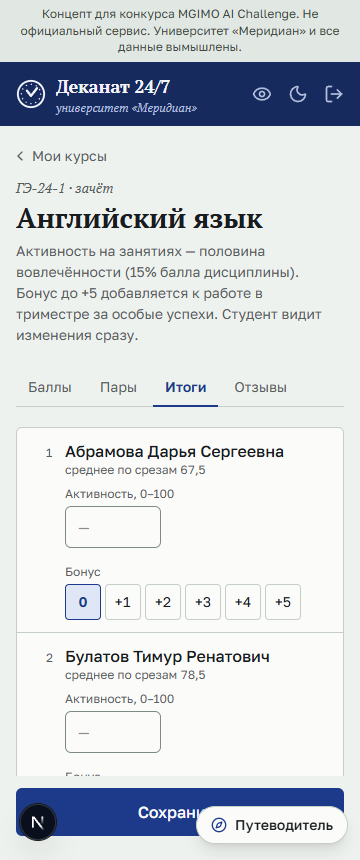 Концепт для конкурса MGIMO AI Challenge. Не
официальный сервис. Университет «Меридиан» и все
данные вымышлены.
Деканат 24/7
университет «Меридиан»
Мои курсы
ГЭ-24-1 · зачёт
Английский язык
Активность на занятиях — половина
вовлечённости (15% балла дисциплины).
Бонус до +5 добавляется к работе в
триместре за особые успехи. Студент видит
изменения сразу.
Баллы Пары Итоги Отзывы
1 Абрамова Дарья Сергеевна
среднее по срезам 67,5
Активность, 0–100
—
Бонус
0 +1 +2 +3 +4 +5
2 Булатов Тимур Ренатович
среднее по срезам 78,5
Активность, 0–100
—
N
Путеводитель